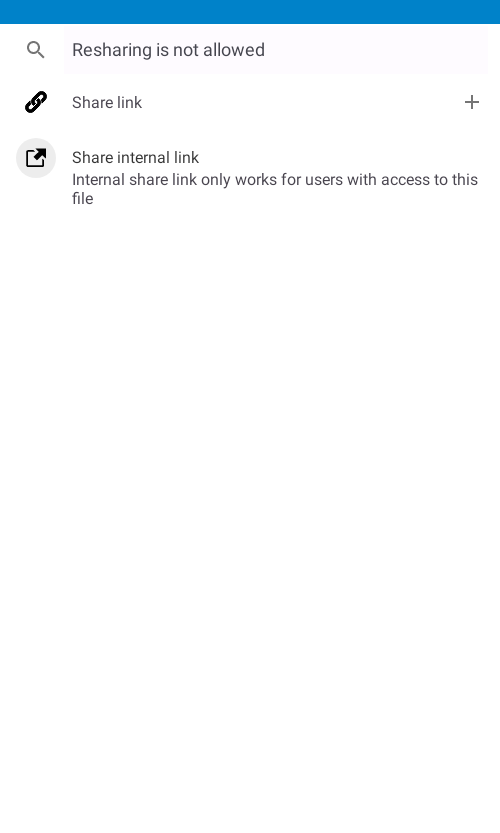 Resharing is not allowed
Share link
Share internal link
Internal share link only works for users with access to this
file